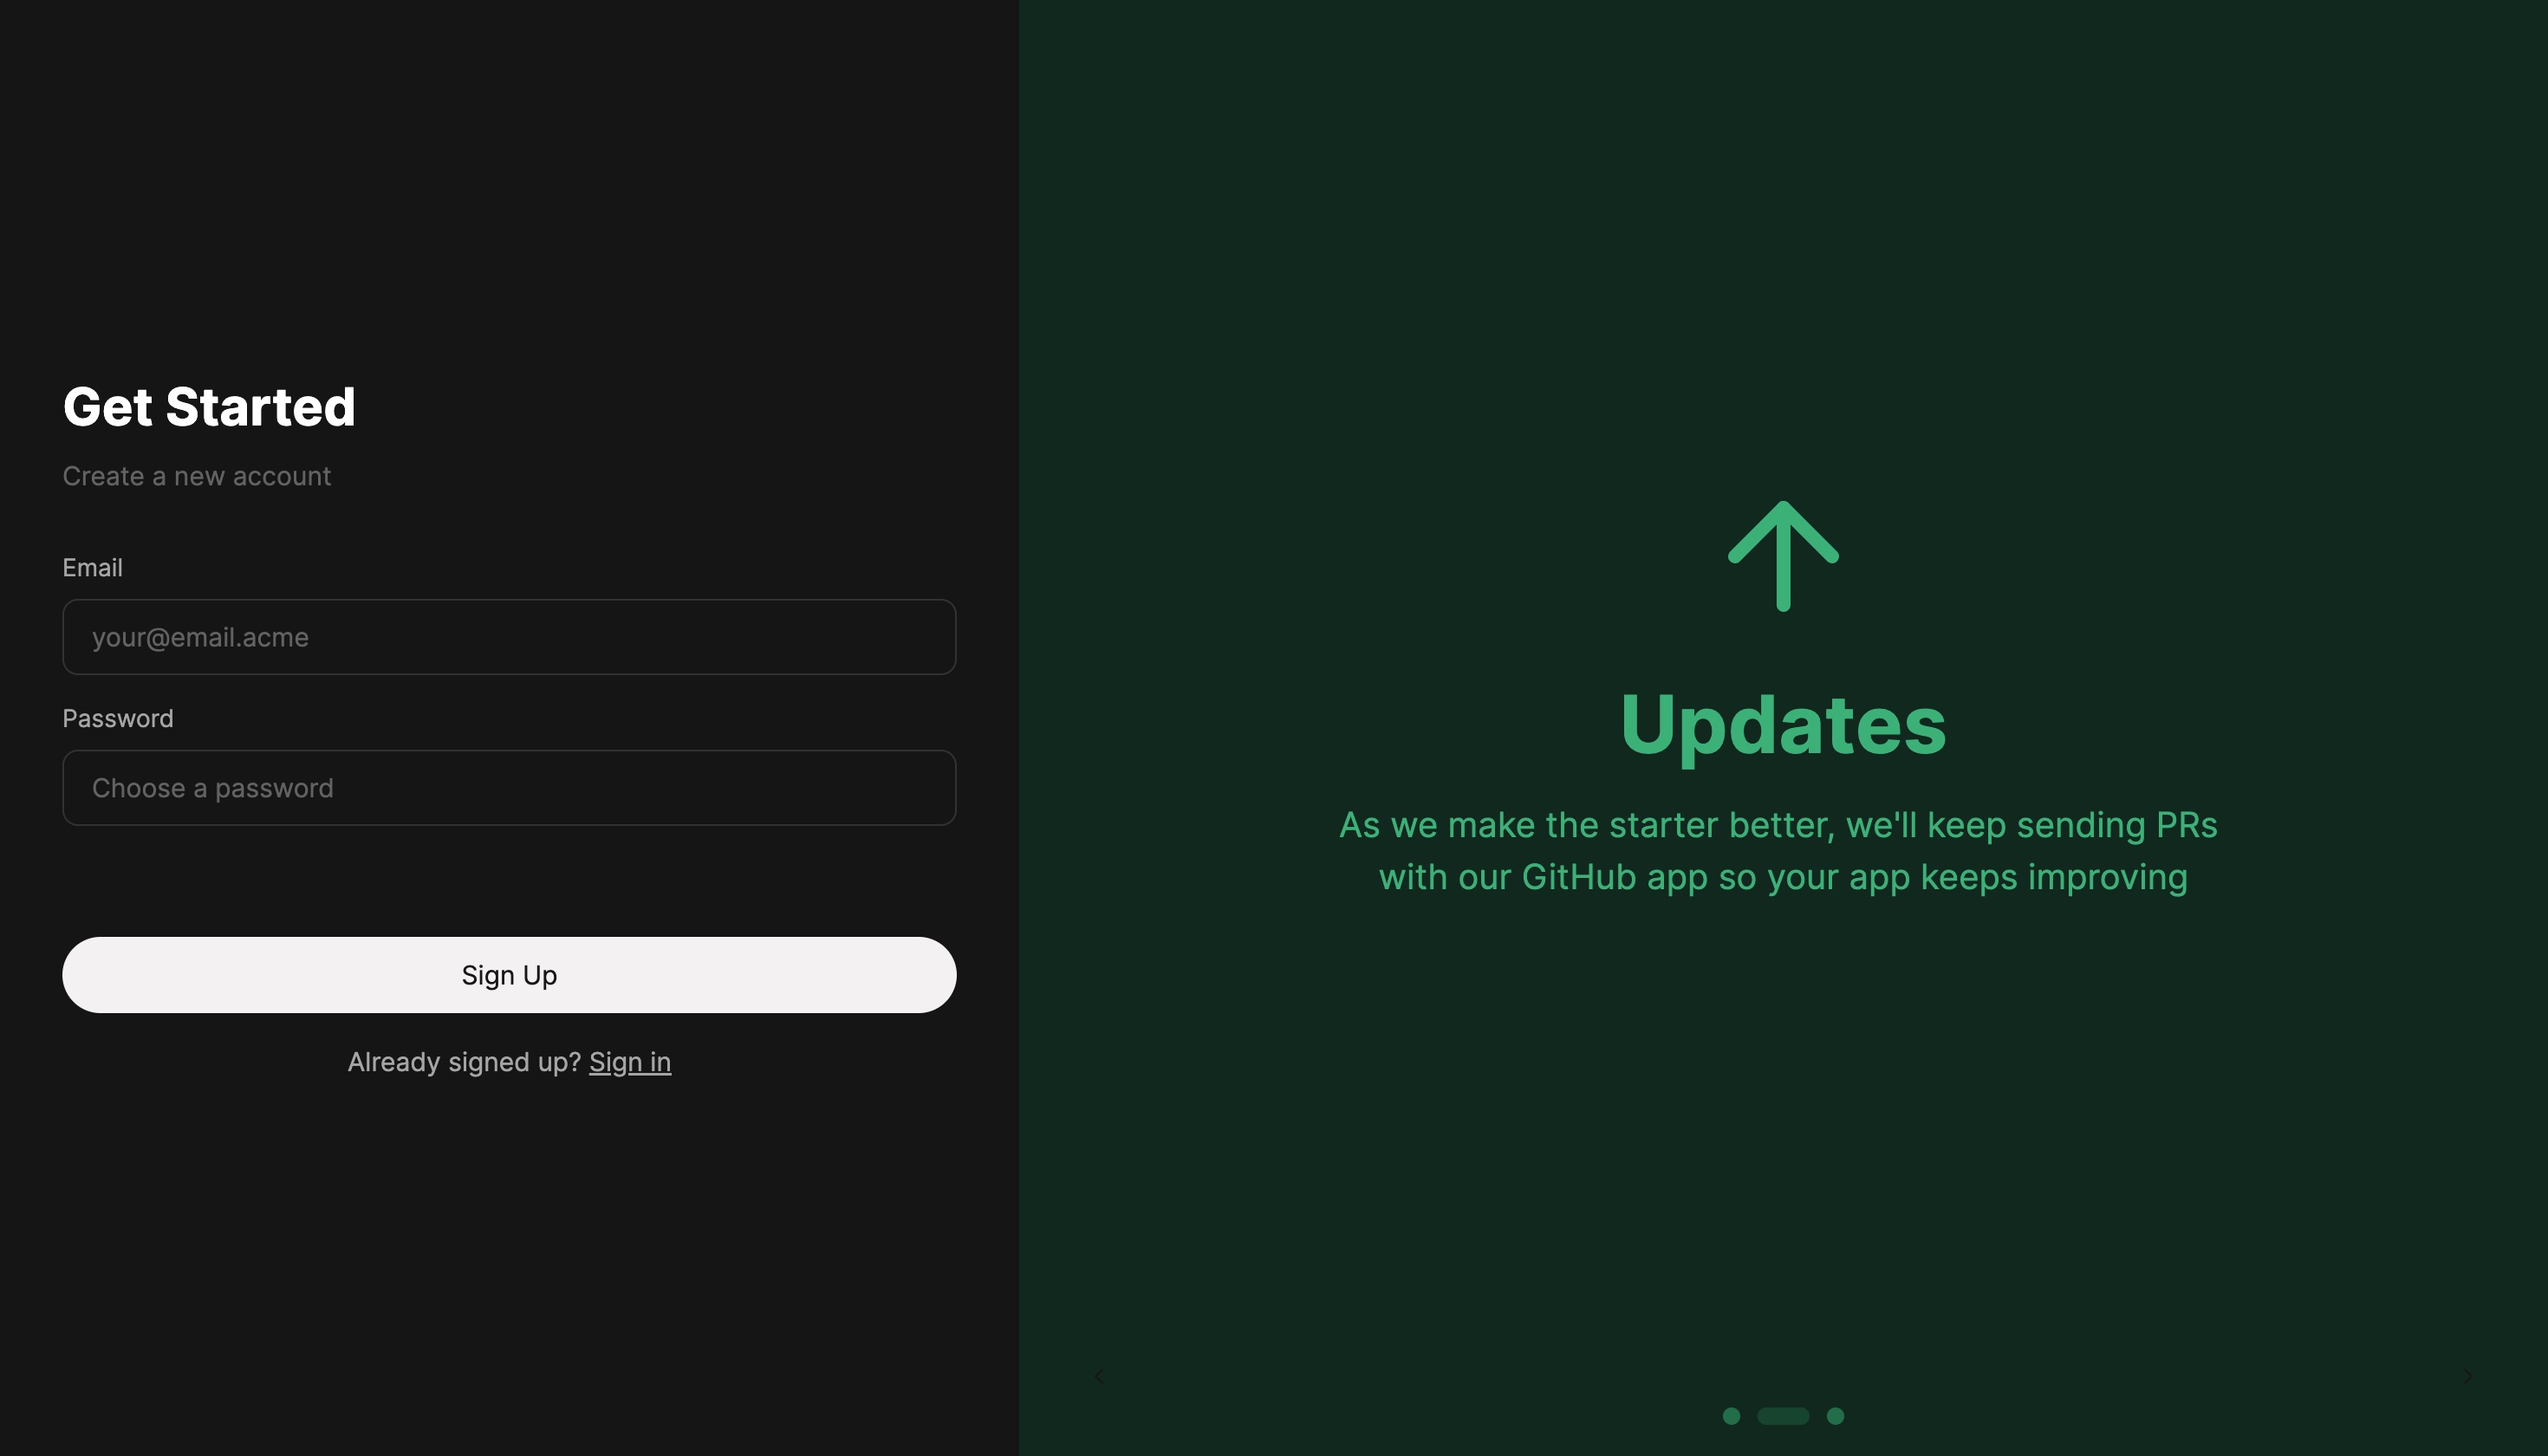 Get Started
Create a new account
Email
your@email.acme
Password
Choose a password
Sign Up
Already signed up? Sign in
Updates
As we make the starter better, we'll keep sending PRs
with our GitHub app so your app keeps improving